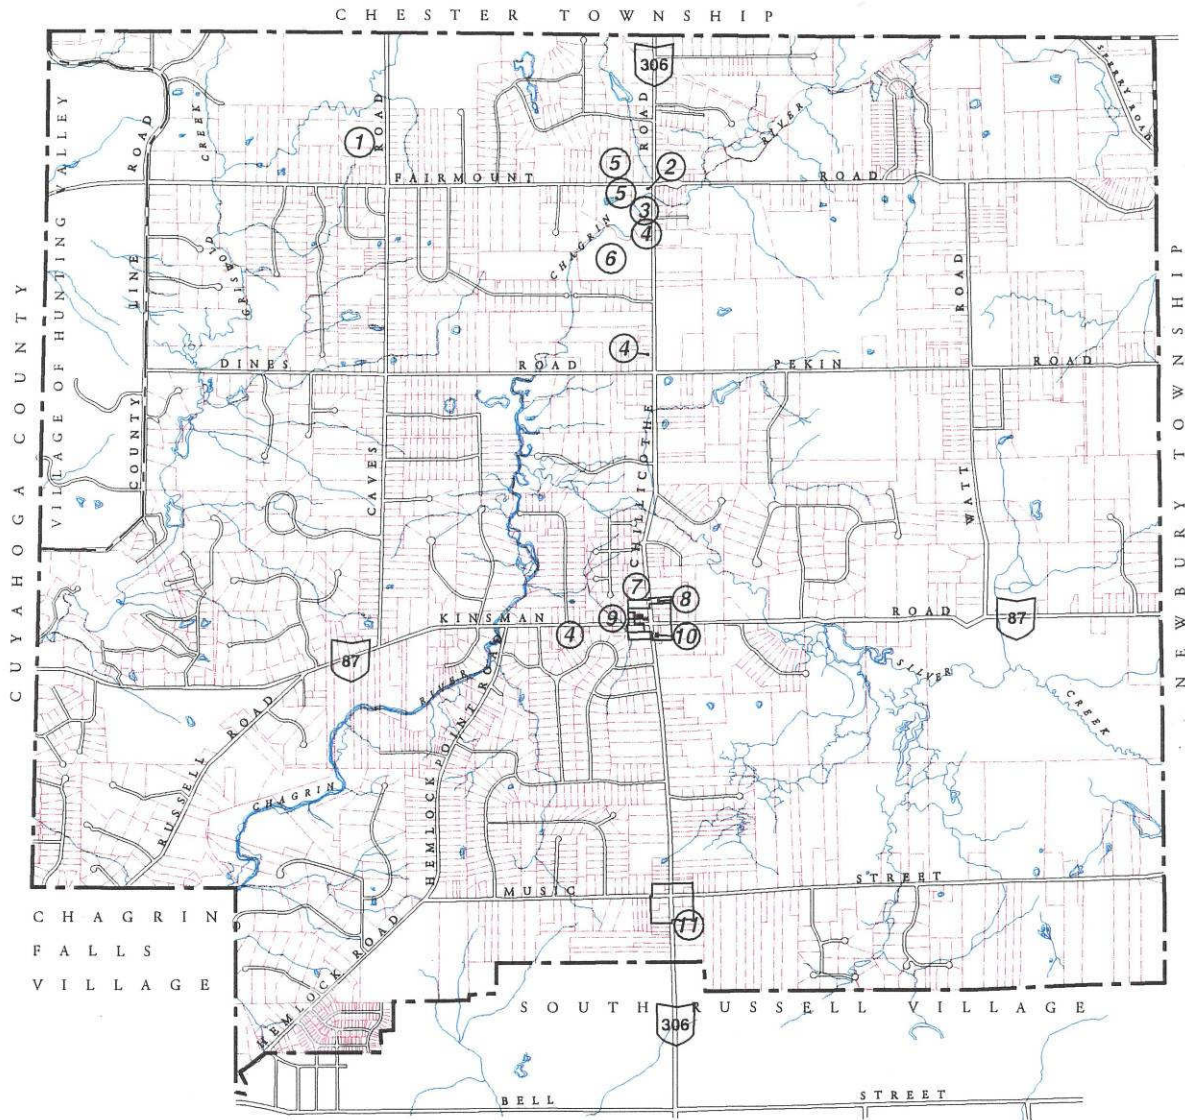 CHESTER TOWNSHIP
306
SPERRY ROAD
ROAD
CREEK
1
ROAD
ROAD
RIVER
5
2
FAIRMOUNT
ROAD
5
3
4
CHAGRIN
6
GRISWOLD
LINE
ROAD
VILLAGE OF HUNTING VALLEY
CUYAHOGA COUNTY
NEWBURY TOWNSHIP
4
DINES
ROAD
PEKIN
ROAD
COUNTY
CAVES
CHILLICOTHE
WATT
7
8
9
KINSMAN
4
10
ROAD
87
87
SILVER
CREEK
RIVER
ROAD
RUSSELL
ROAD
CHAGRIN
HEMLOCK POINT
MUSIC
STREET
11
CHAGRIN
FALLS
VILLAGE
HEMLOCK ROAD
SOUTH RUSSELL VILLAGE
306
BELL
STREET